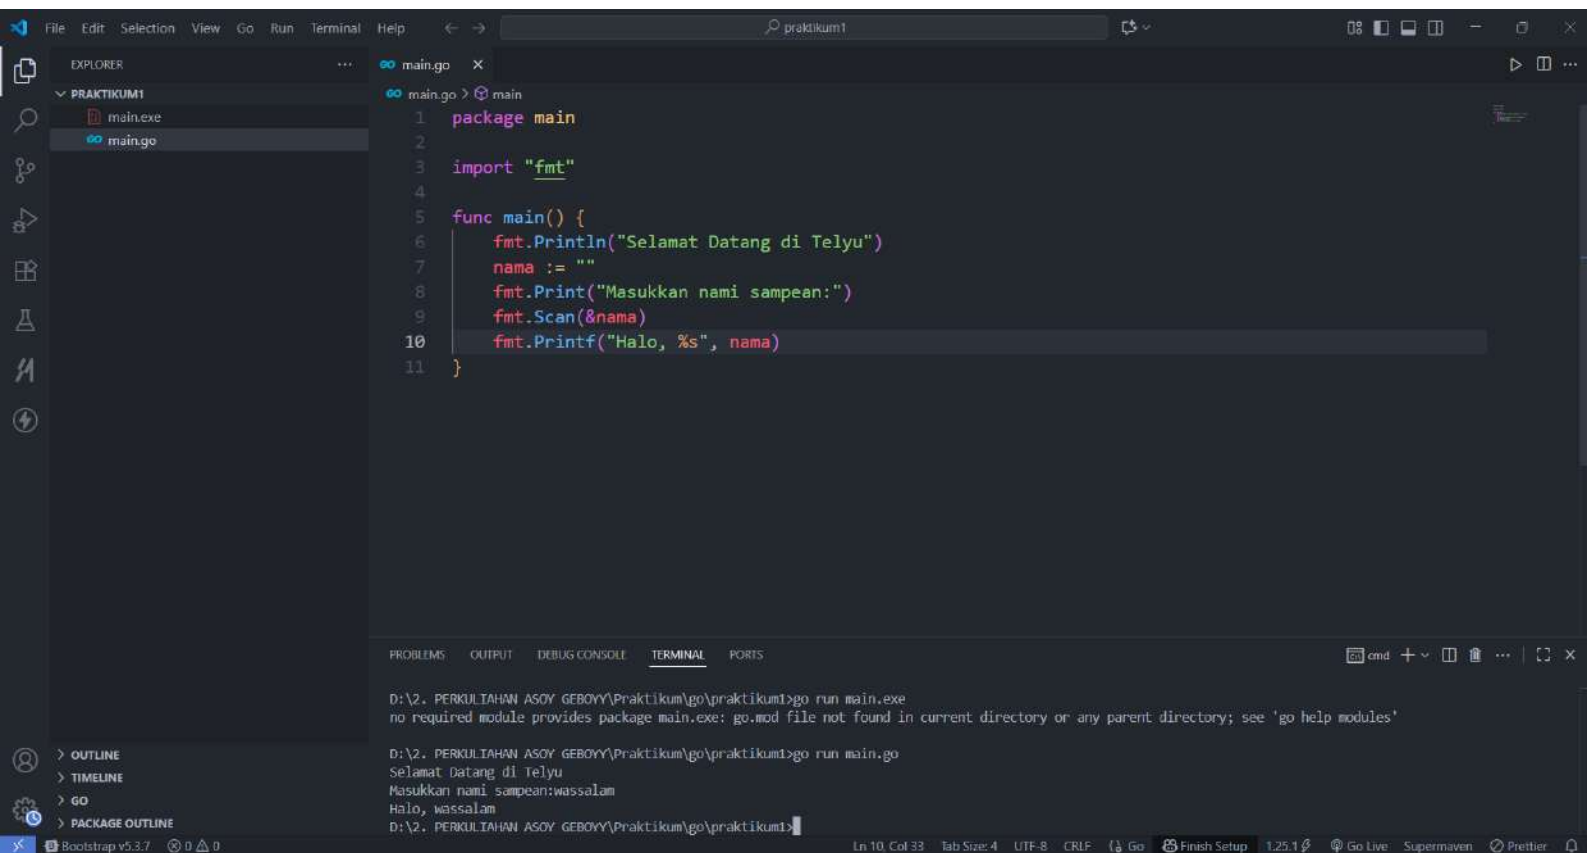 File Edit Selection View Go Run Terminal Help
praktikum1
EXPLORER
PRAKTIKUM1
main.exe
main.go
OUTLINE
TIMELINE
GO
PACKAGE OUTLINE
main.go
main.go > main
1 package main
2
3 import "fmt"
4
5 func main() {
6 fmt.Println("Selamat Datang di Telyu")
7 nama := ""
8 fmt.Print("Masukkan nami sampean:")
9 fmt.Scan(&nama)
10 fmt.Printf("Halo, %s", nama)
11 }
PROBLEMS OUTPUT DEBUG CONSOLE TERMINAL PORTS
cmd
D:\2. PERKULIAHAN ASOY GEBOYY\Praktikum\go\praktikum1>go run main.exe
no required module provides package main.exe: go.mod file not found in current directory or any parent directory; see 'go help modules'
D:\2. PERKULIAHAN ASOY GEBOYY\Praktikum\go\praktikum1>go run main.go
Selamat Datang di Telyu
Masukkan nami sampean:wassalam
Halo, wassalam
D:\2. PERKULIAHAN ASOY GEBOYY\Praktikum\go\praktikum1>
Bootstrap v5.3.7 0 0 Ln 10, Col 33 Tab Size: 4 UTF-8 CRLF Go Finish Setup 1.25.1 Go Live Supermaven Prettier